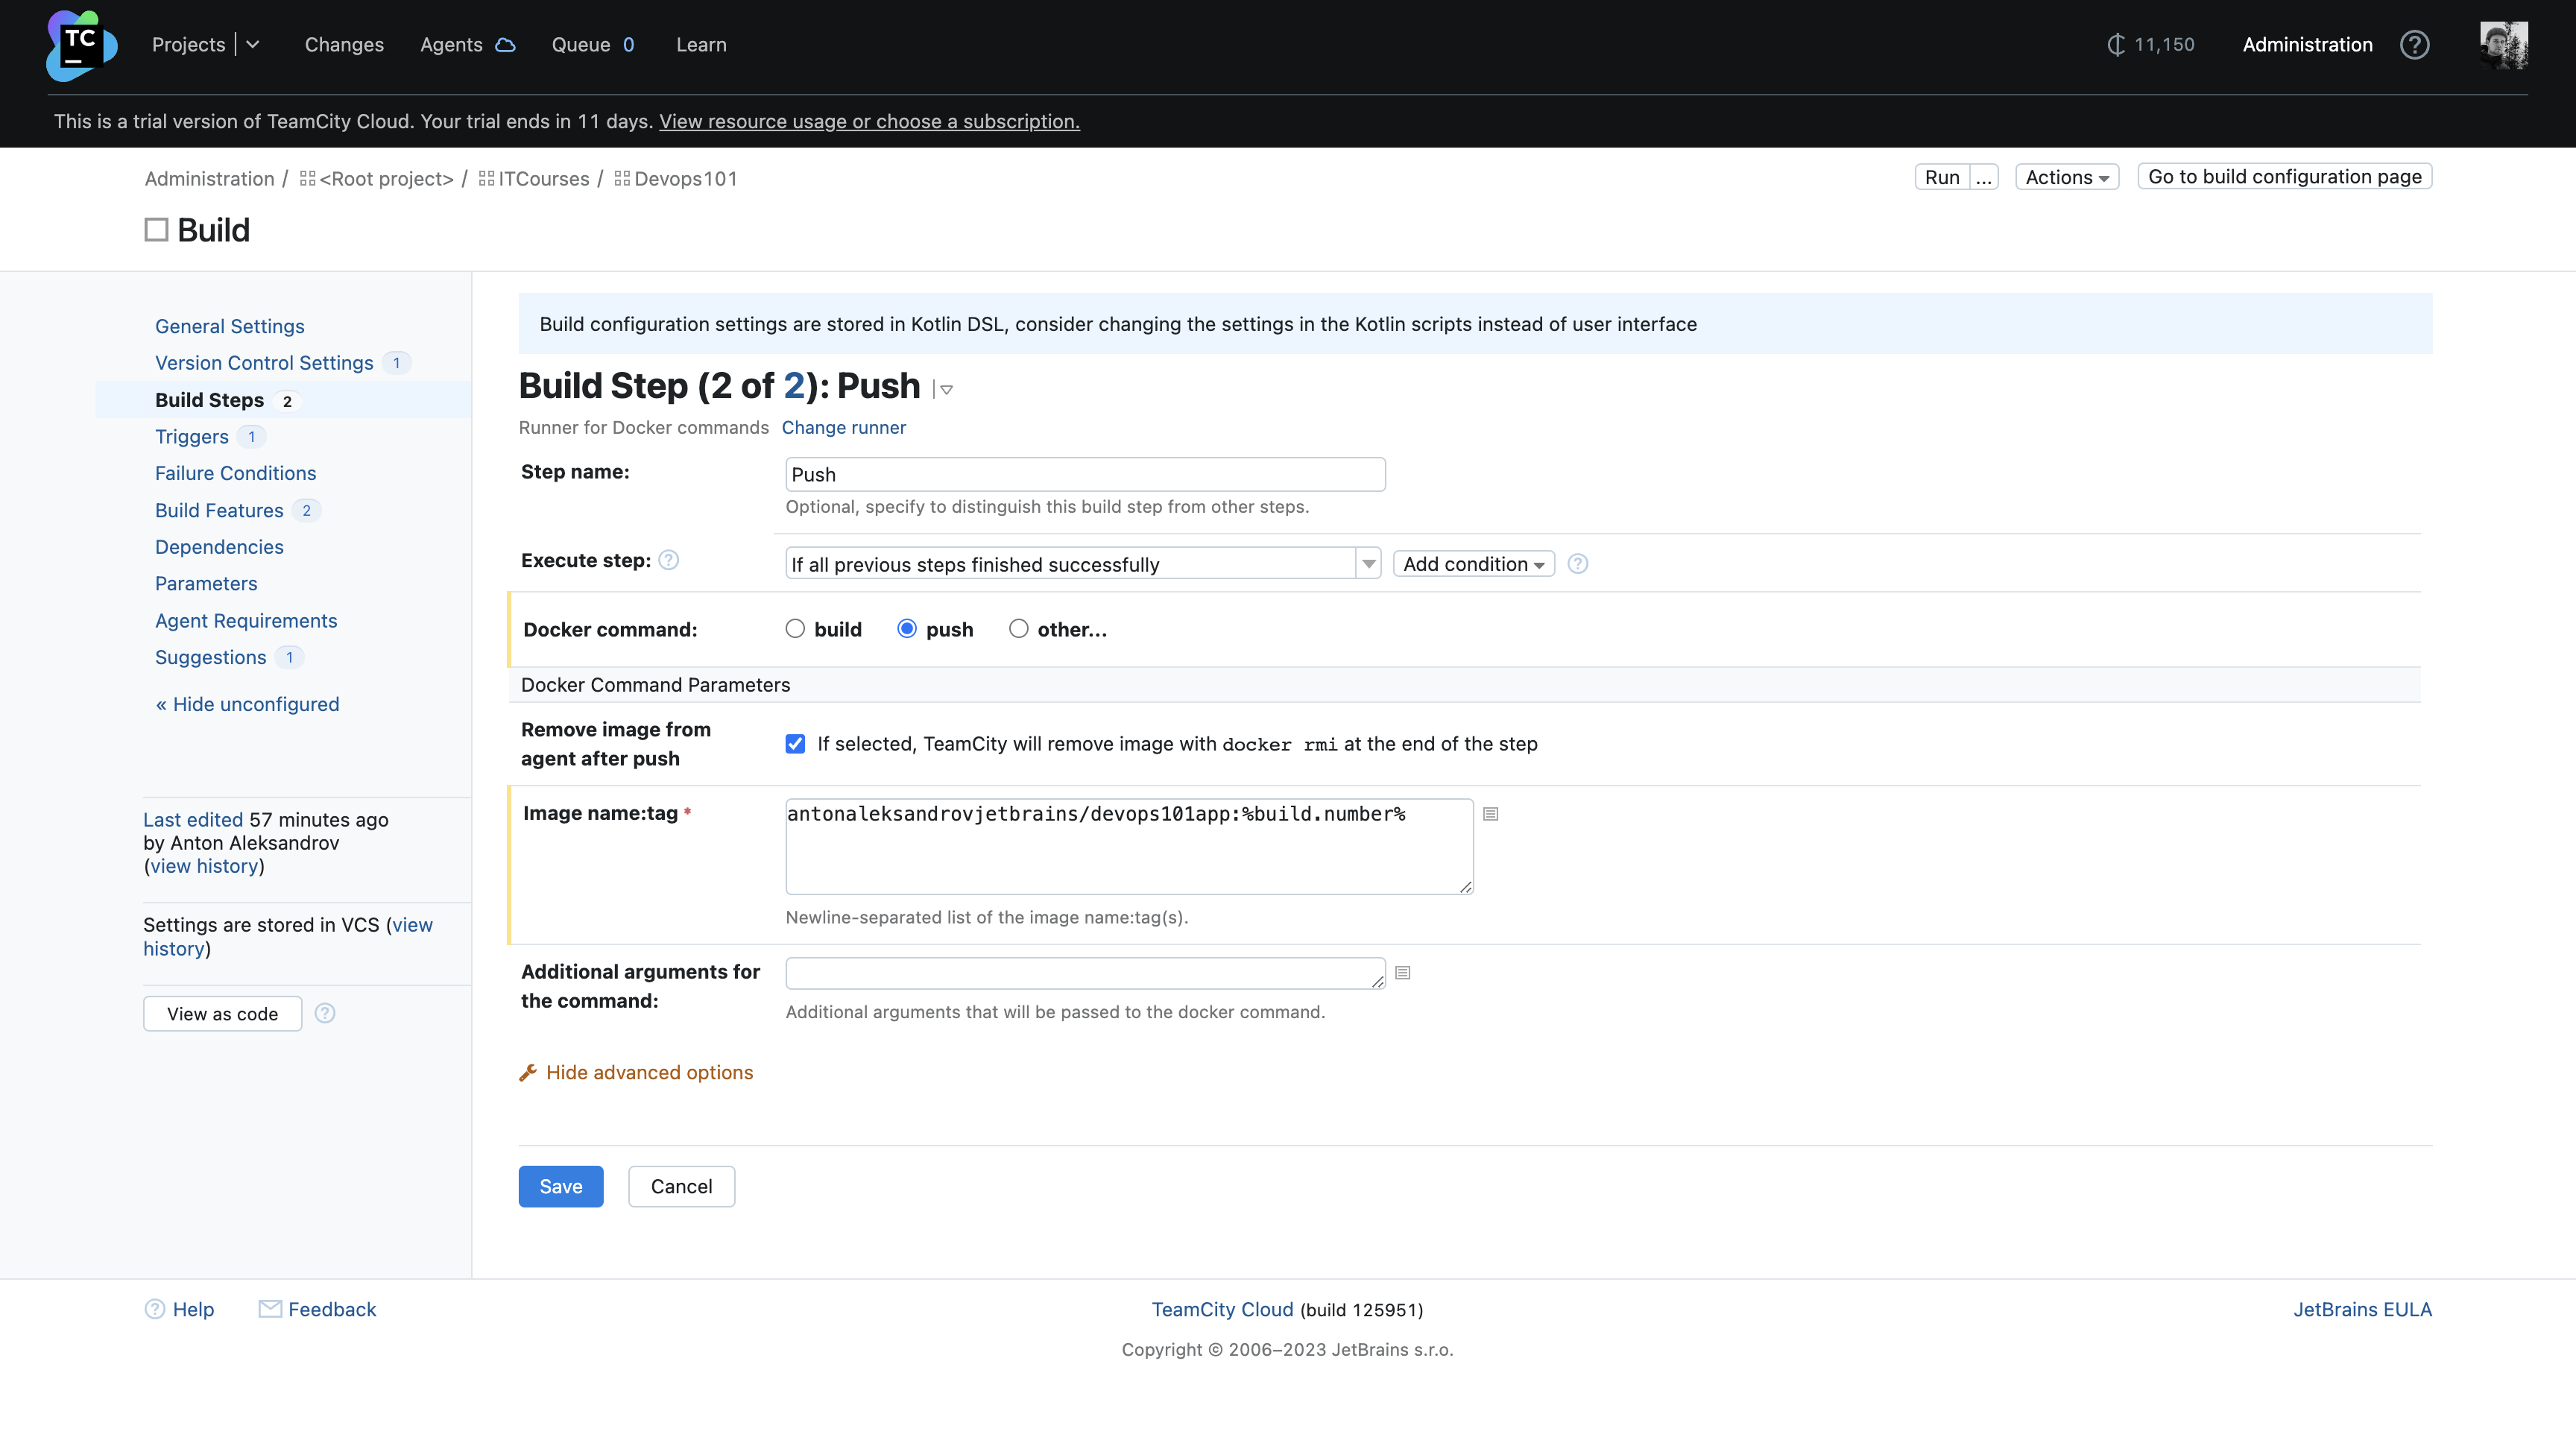 TC
Projects
Changes
Agents
Queue 0
Learn
11,150
Administration
?
This is a trial version of TeamCity Cloud. Your trial ends in 11 days. View resource usage or choose a subscription.
Administration / <Root project> / ITCourses / Devops101
Run ...
Actions
Go to build configuration page
Build
General Settings
Version Control Settings 1
Build Steps 2
Triggers 1
Failure Conditions
Build Features 2
Dependencies
Parameters
Agent Requirements
Suggestions 1
« Hide unconfigured
Last edited 57 minutes ago
by Anton Aleksandrov
(view history)
Settings are stored in VCS (view
history)
View as code ?
Build configuration settings are stored in Kotlin DSL, consider changing the settings in the Kotlin scripts instead of user interface
Build Step (2 of 2): Push
Runner for Docker commands Change runner
Step name:
Push
Optional, specify to distinguish this build step from other steps.
Execute step: ?
If all previous steps finished successfully
Add condition ?
Docker command:
build
push
other...
Docker Command Parameters
Remove image from
agent after push
If selected, TeamCity will remove image with docker rmi at the end of the step
Image name:tag *
antonaleksandrovjetbrains/devops101app:%build.number%
Newline-separated list of the image name:tag(s).
Additional arguments for
the command:
Additional arguments that will be passed to the docker command.
Hide advanced options
Save
Cancel
? Help
Feedback
TeamCity Cloud (build 125951)
JetBrains EULA
Copyright © 2006–2023 JetBrains s.r.o.